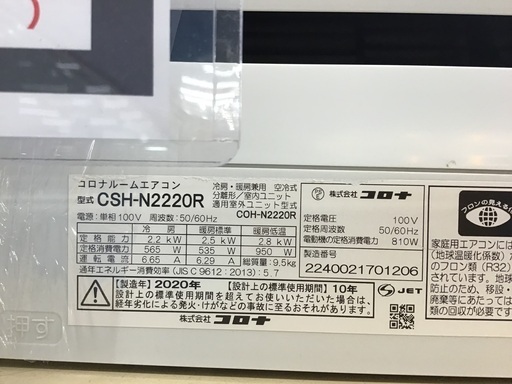 コロナルームエアコン
冷房・暖房兼用 空冷式
分離形／室内ユニット
型式 CSH-N2220R
適用室外ユニット型式)
COH-N2220R
電源：単相100V 周波数：50/60Hz
冷 房 暖房標準 暖房低温
定格能力 2.2 kW 2.5 kW 2.8 kW
定格消費電力 565 W 535 W 950 W
運転電流 6.65 A 6.29 A 総質量：9.5kg
通年エネルギー消費効率 (JIS C 9612：2013)：5.7
株式会社 コロナ
定格電圧 100V
定格周波数 50/60Hz
電動機の定格消費電力 810W
製造番号
2240021701206
【製造年】2020年【設計上の標準使用期間】10年
設計上の標準使用期間を超えてお使いいただいた場合は、
経年劣化による発火・けが等の事故に至るおそれがあります。
JET
株式会社 コロナ
フロンの見える化
家庭用エアコンには
(地球温暖化係数)が
のフロン類(R32)
ています。地球
防止のため、移設・
廃棄等にあたっては
押す